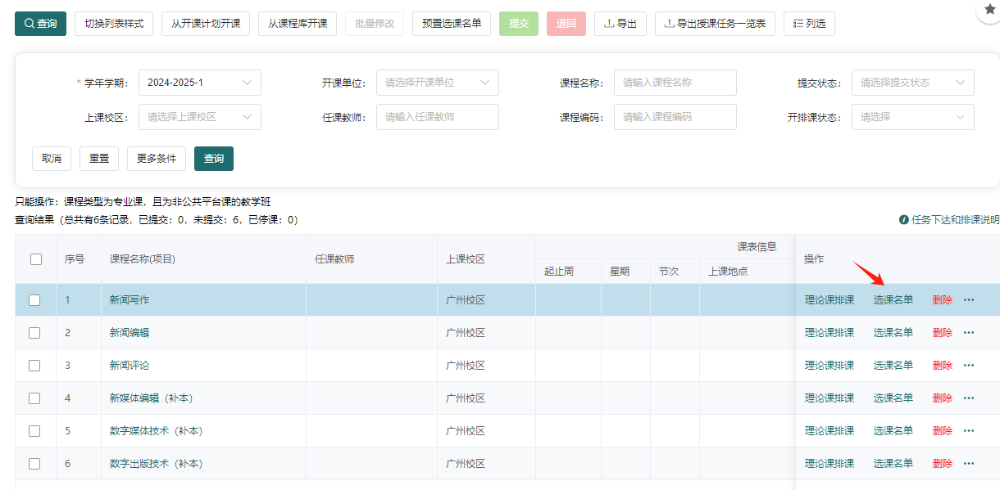 查询 切换列表样式 从开课计划开课 从课程库开课 批量修改 预置选课名单 提交 退回 导出 导出授课任务一览表 列选
* 学年学期: 2024-2025-1 开课单位: 请选择开课单位 课程名称: 请输入课程名称 提交状态: 请选择提交状态
上课校区: 请选择上课校区 任课教师: 请输入任课教师 课程编码: 请输入课程编码 开排课状态: 请选择
取消 重置 更多条件 查询
只能操作：课程类型为专业课，且为非公共平台课的教学班
查询结果（总共有6条记录，已提交：0，未提交：6，已停课：0）
任务下达和排课说明
序号 课程名称(项目) 任课教师 上课校区 课表信息 操作
起止周 星期 节次 上课地点
1 新闻写作 广州校区 理论课排课 选课名单 删除 ···
2 新闻编辑 广州校区 理论课排课 选课名单 删除 ···
3 新闻评论 广州校区 理论课排课 选课名单 删除 ···
4 新媒体编辑（补本） 广州校区 理论课排课 选课名单 删除 ···
5 数字媒体技术（补本） 广州校区 理论课排课 选课名单 删除 ···
6 数字出版技术（补本） 广州校区 理论课排课 选课名单 删除 ···